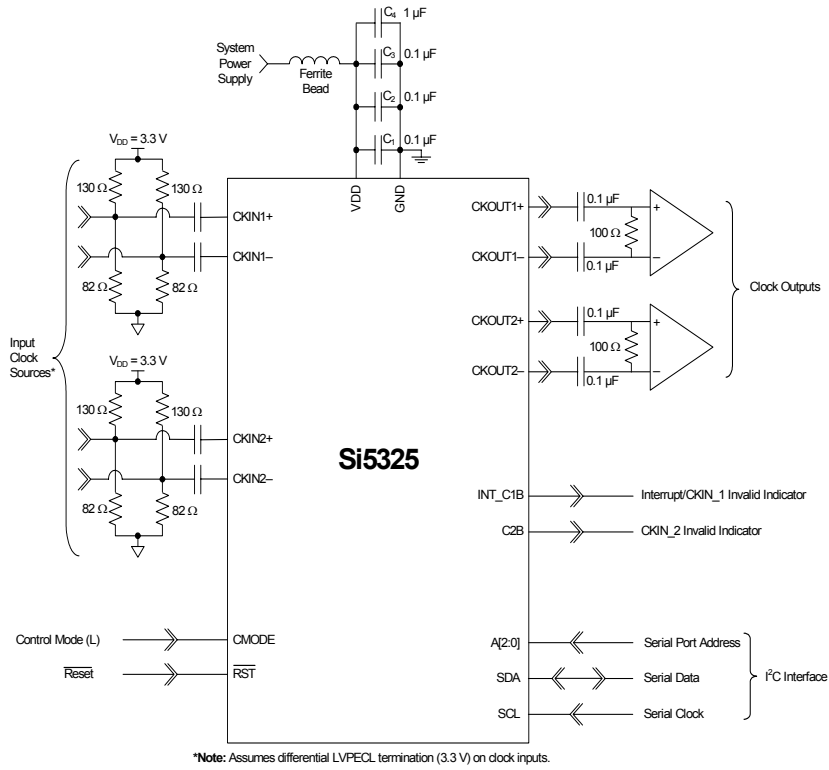 C4 1 µF
System
Power
Supply
Ferrite
Bead
C3 0.1 µF
C2 0.1 µF
C1 0.1 µF
VDD = 3.3 V
130 Ω 130 Ω
VDD
GND
CKIN1+
CKIN1–
82 Ω 82 Ω
CKOUT1+
0.1 µF
100 Ω
+
–
CKOUT1–
0.1 µF
Clock Outputs
CKOUT2+
0.1 µF
100 Ω
+
–
CKOUT2–
0.1 µF
Input
Clock
Sources*
VDD = 3.3 V
130 Ω 130 Ω
CKIN2+
CKIN2–
82 Ω 82 Ω
Si5325
INT_C1B Interrupt/CKIN_1 Invalid Indicator
C2B CKIN_2 Invalid Indicator
Control Mode (L) CMODE
Reset RST
A[2:0] Serial Port Address
SDA Serial Data
SCL Serial Clock
I2C Interface
*Note: Assumes differential LVPECL termination (3.3 V) on clock inputs.